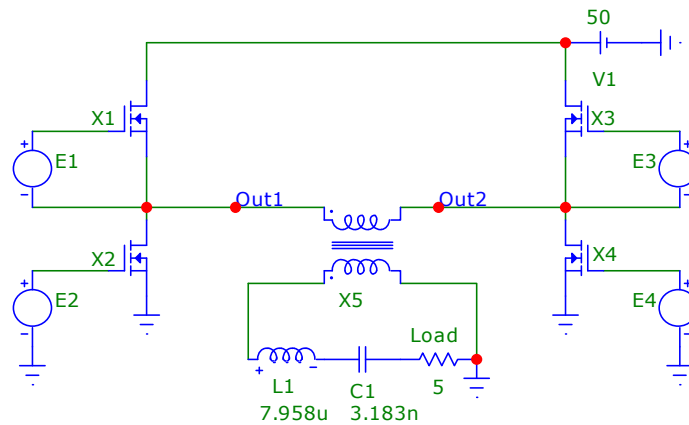 50
V1
X1
X3
E1
E3
Out1
Out2
X2
X4
E2
X5
E4
Load
L1
C1
5
7.958u
3.183n